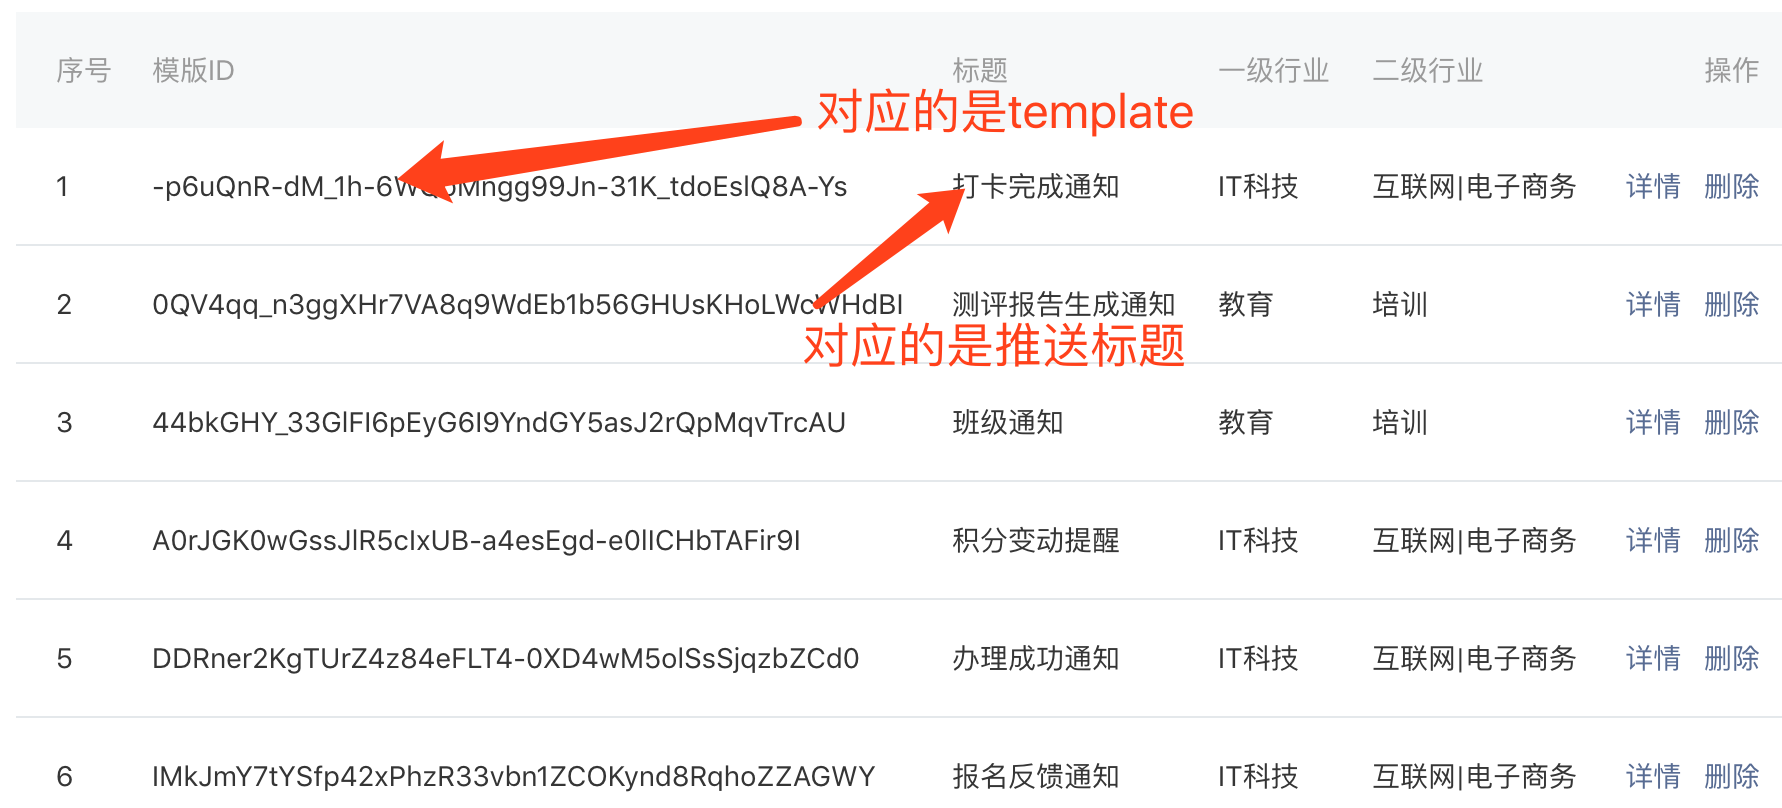 序号 模版ID 标题 一级行业 二级行业 操作
对应的是template
1 -p6uQnR-dM_1h-6W Mngg99Jn-31K_tdoEslQ8A-Ys 打卡完成通知 IT科技 互联网|电子商务 详情 删除
2 0QV4qq_n3ggXHr7VA8q9WdEb1b56GHUsKHoLWcWHdBI 测评报告生成通知 教育 培训 详情 删除
对应的是推送标题
3 44bkGHY_33GlFI6pEyG6I9YndGY5asJ2rQpMqvTrcAU 班级通知 教育 培训 详情 删除
4 A0rJGK0wGssJlR5cIxUB-a4esEgd-e0lICHbTAFir9I 积分变动提醒 IT科技 互联网|电子商务 详情 删除
5 DDRner2KgTUrZ4z84eFLT4-0XD4wM5olSsSjqzbZCd0 办理成功通知 IT科技 互联网|电子商务 详情 删除
6 IMkJmY7tYSfp42xPhzR33vbn1ZCOKynd8RqhoZZAGWY 报名反馈通知 IT科技 互联网|电子商务 详情 删除